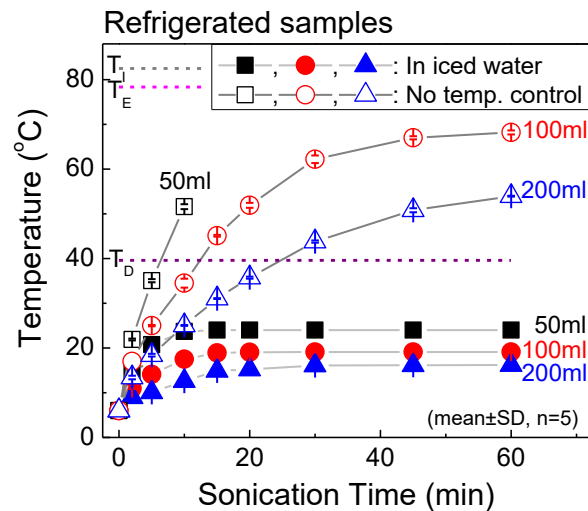 Refrigerated samples
, , : In iced water
, , : No temp. control
T_I
T_E
T_D
80
60
40
20
0
Temperature (°C)
50ml
100ml
200ml
50ml
100ml
200ml
(mean±SD, n=5)
0 20 40 60
Sonication Time (min)